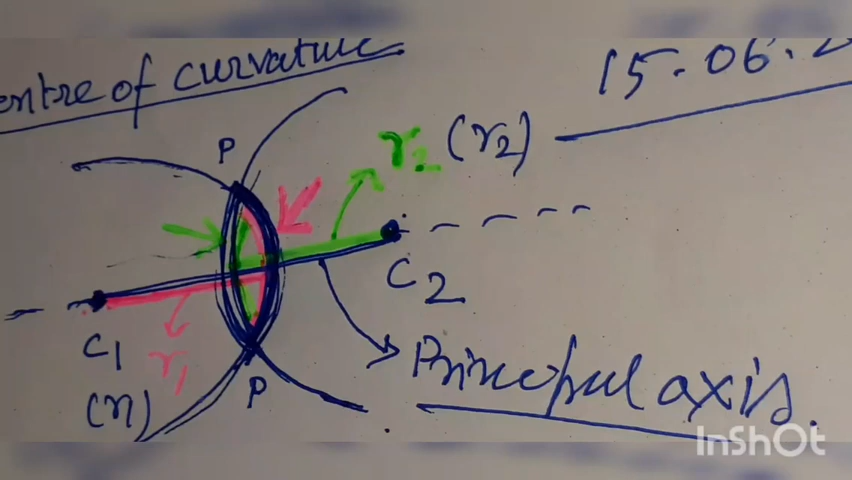 entre of curvature
15.06.2
P
r2 (r2)
C2
C1
r1
(r1)
P
Principal axis.
InShOt